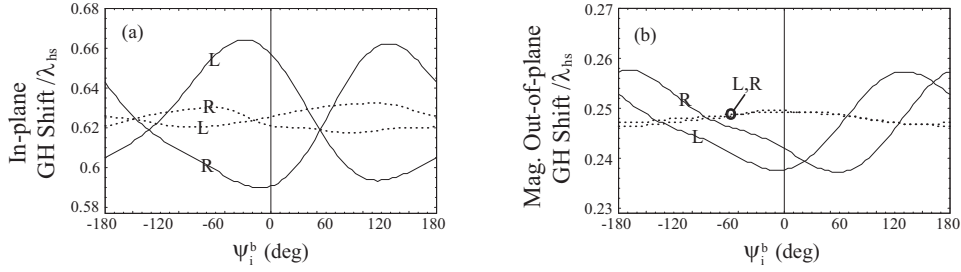 In-plane
GH Shift /λhs
0.68
0.66
0.64
0.62
0.6
0.58
(a)
L
R
L
R
-180
-120
-60
0
60
120
180
Ψ_i^b (deg)
Mag. Out-of-plane
GH Shift /λhs
0.27
0.26
0.25
0.24
0.23
(b)
L,R
R
L
-180
-120
-60
0
60
120
180
Ψ_i^b (deg)